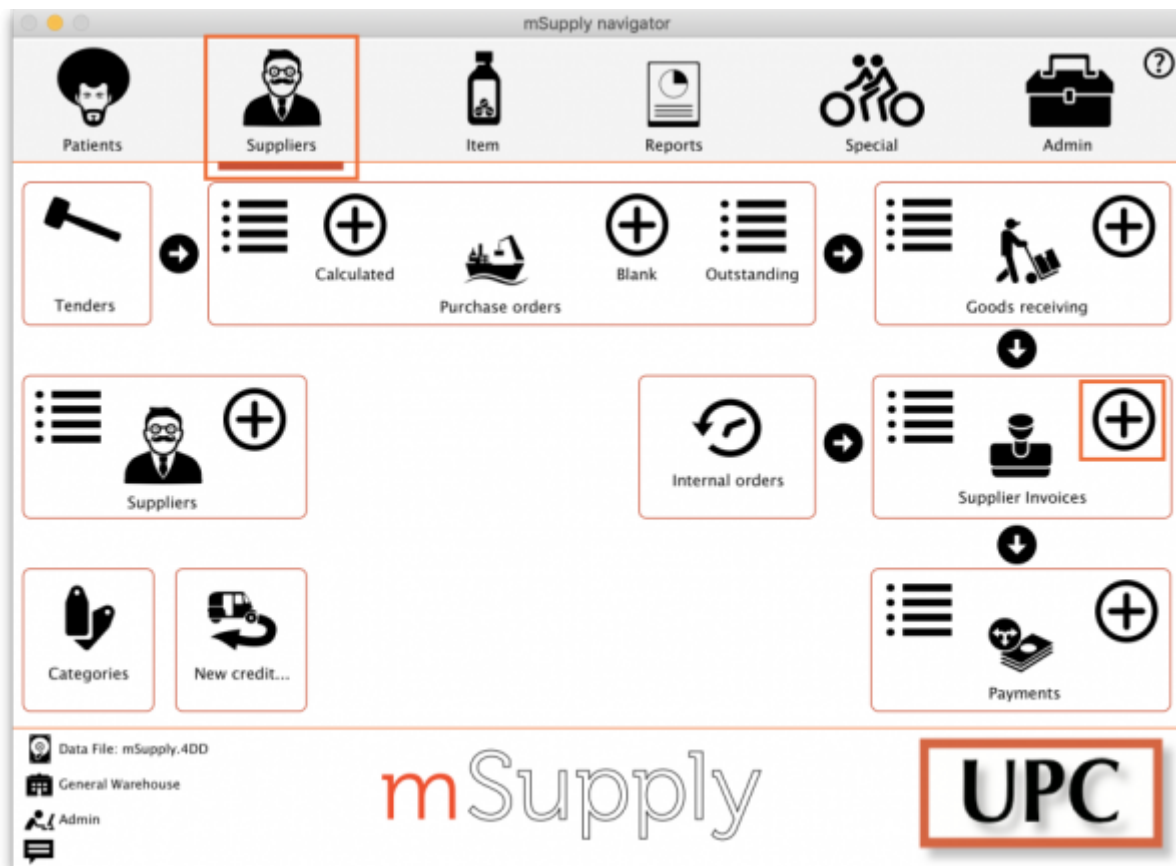 mSupply navigator
Patients
Suppliers
Item
Reports
Special
Admin
?
Tenders
Calculated
Blank
Outstanding
Purchase orders
Goods receiving
Suppliers
Internal orders
Supplier Invoices
Categories
New credit...
Payments
Data File: mSupply.4DD
General Warehouse
Admin
mSupply
UPC